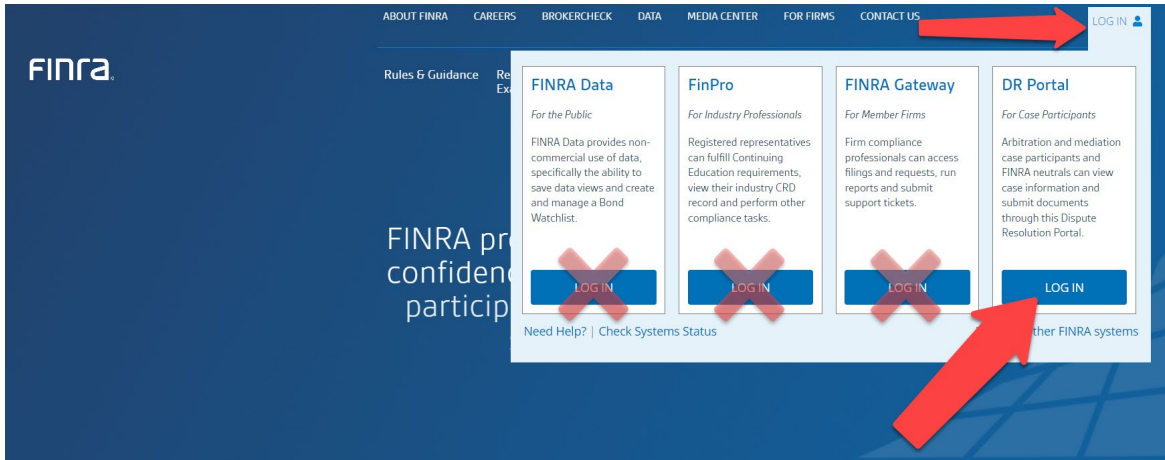 ABOUT FINRA CAREERS BROKERCHECK DATA MEDIA CENTER FOR FIRMS CONTACT US
LOG IN
FINRA
Rules & Guidance
FINRA Data
For the Public
FINRA Data provides non-
commercial use of data,
specifically the ability to
save data views and create
and manage a Bond
Watchlist.
LOG IN
FinPro
For Industry Professionals
Registered representatives
can fulfill Continuing
Education requirements,
view their industry CRD
record and perform other
compliance tasks.
LOG IN
FINRA Gateway
For Member Firms
Firm compliance
professionals can access
filings and requests, run
reports and submit
support tickets.
LOG IN
DR Portal
For Case Participants
Arbitration and mediation
case participants and
FINRA neutrals can view
case information and
submit documents
through this Dispute
Resolution Portal.
LOG IN
Need Help? | Check Systems Status
ther FINRA systems
FINRA pr
confiden
particip